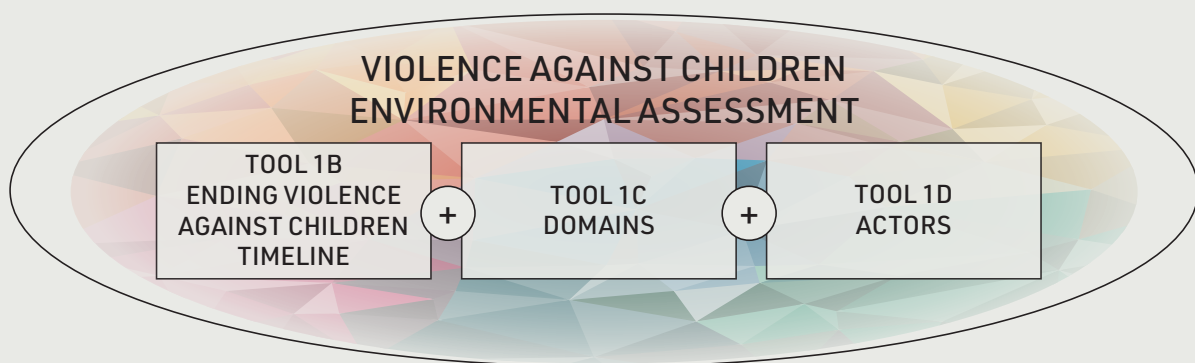 VIOLENCE AGAINST CHILDREN
ENVIRONMENTAL ASSESSMENT
TOOL 1B
ENDING VIOLENCE
AGAINST CHILDREN
TIMELINE
+
TOOL 1C
DOMAINS
+
TOOL 1D
ACTORS